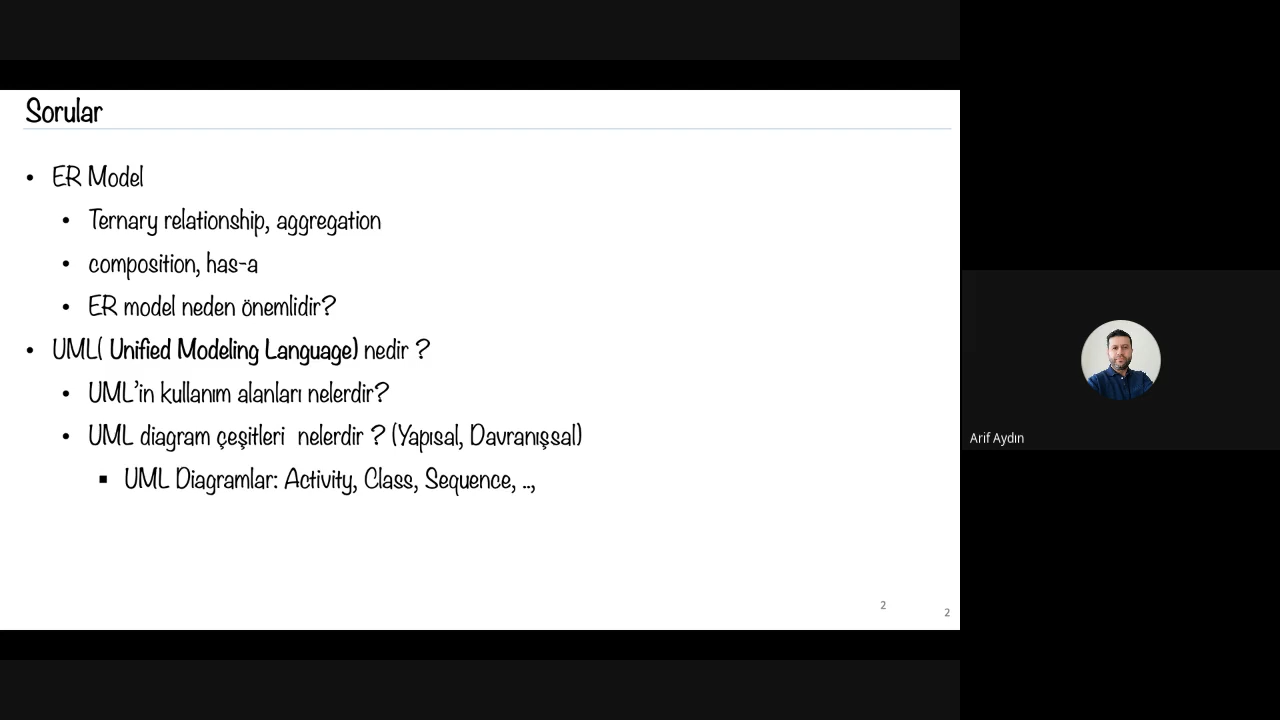 Sorular
• ER Model
• Ternary relationship, aggregation
• composition, has-a
• ER model neden önemlidir?
• UML( Unified Modeling Language) nedir ?
• UML’in kullanım alanları nelerdir?
• UML diagram çeşitleri nelerdir ? (Yapısal, Davranışsal)
▪ UML Diagramlar: Activity, Class, Sequence, ..,
2
2
Arif Aydın